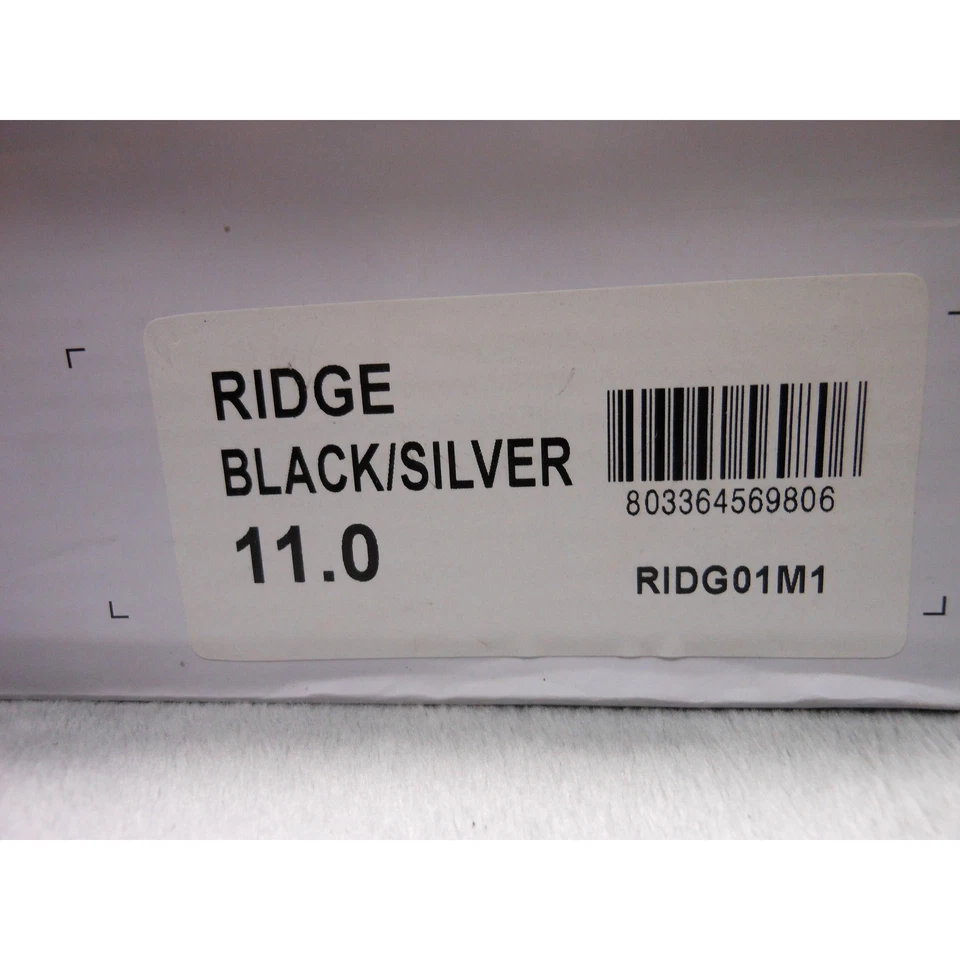 RIDGE
BLACK/SILVER
11.0
803364569806
RIDG01M1